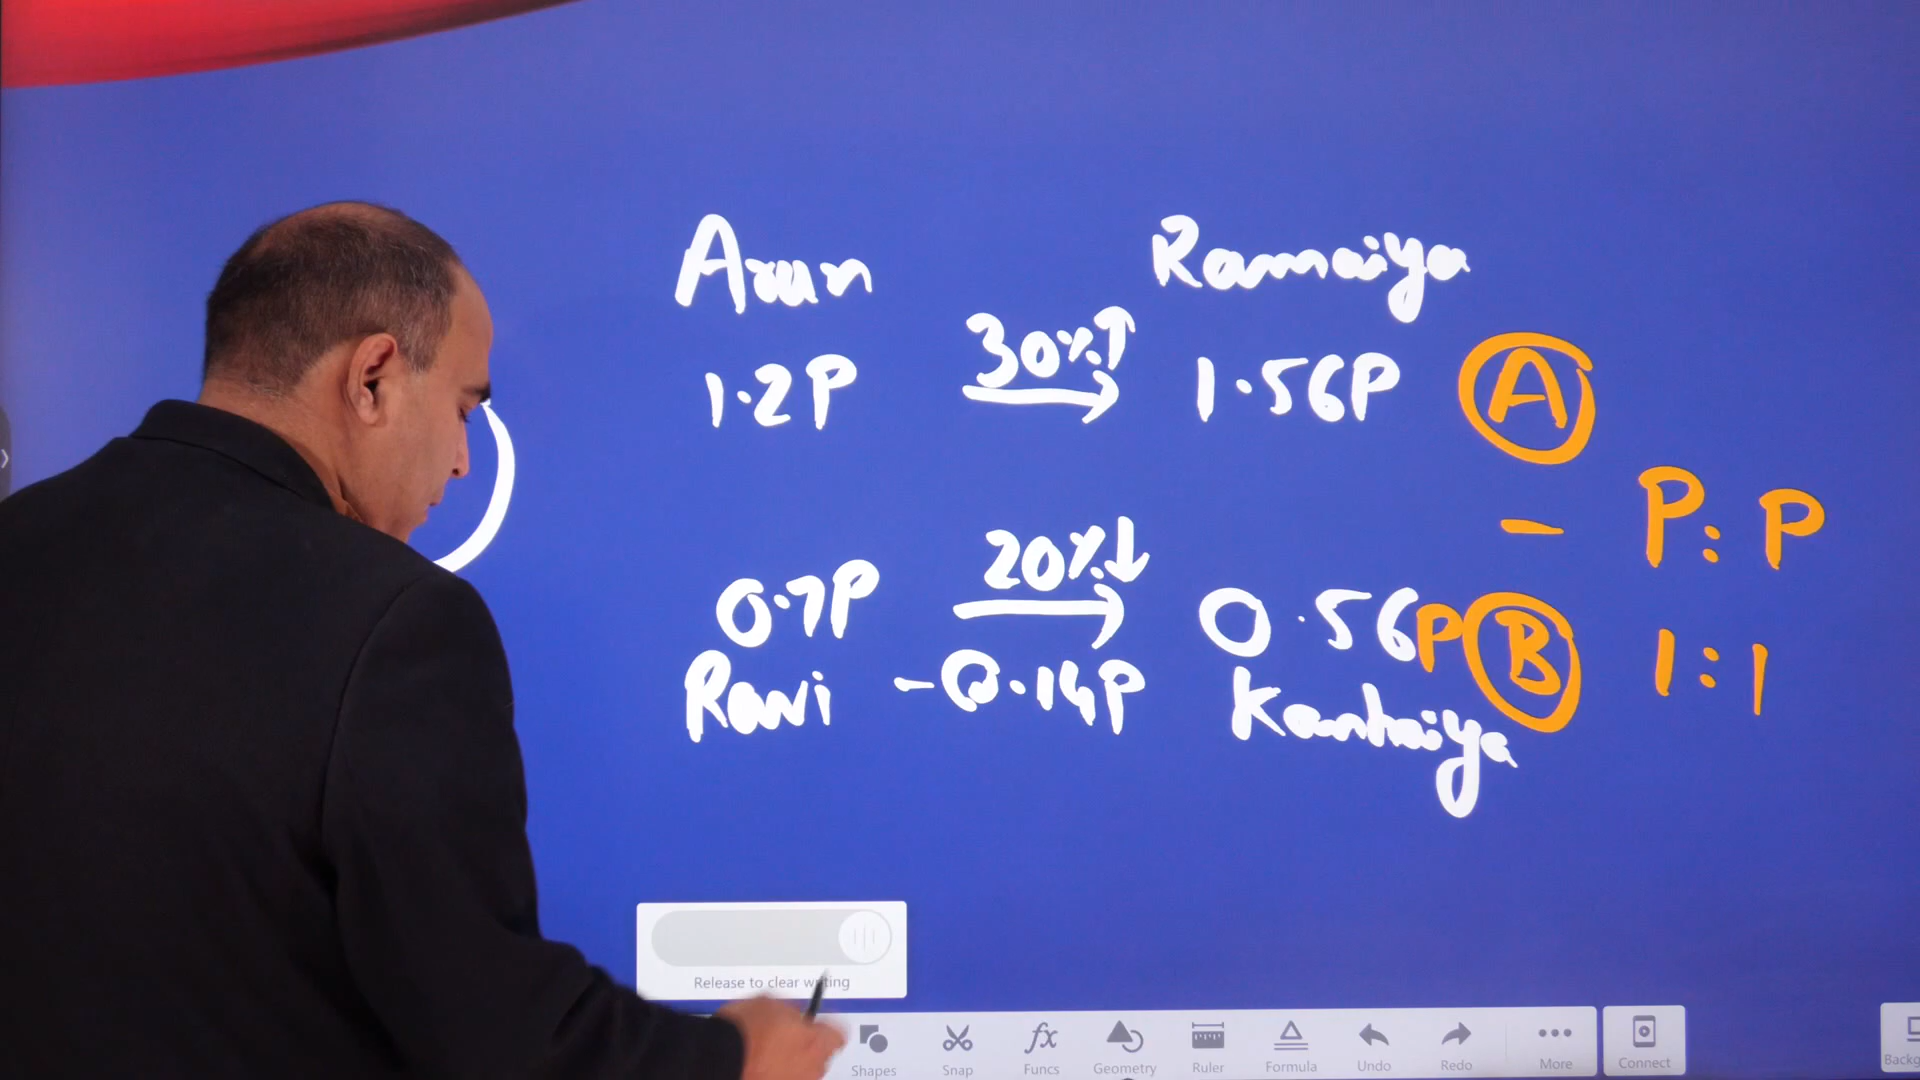 Arun Ramaiya
30%↑
1.2P → 1.56P A
- P:P
20%↓
0.7P → 0.56P B 1:1
Ravi -0.14P Kanhaiya
Release to clear writing
Shapes Snap Funcs Geometry Ruler Formula Undo Redo More Connect